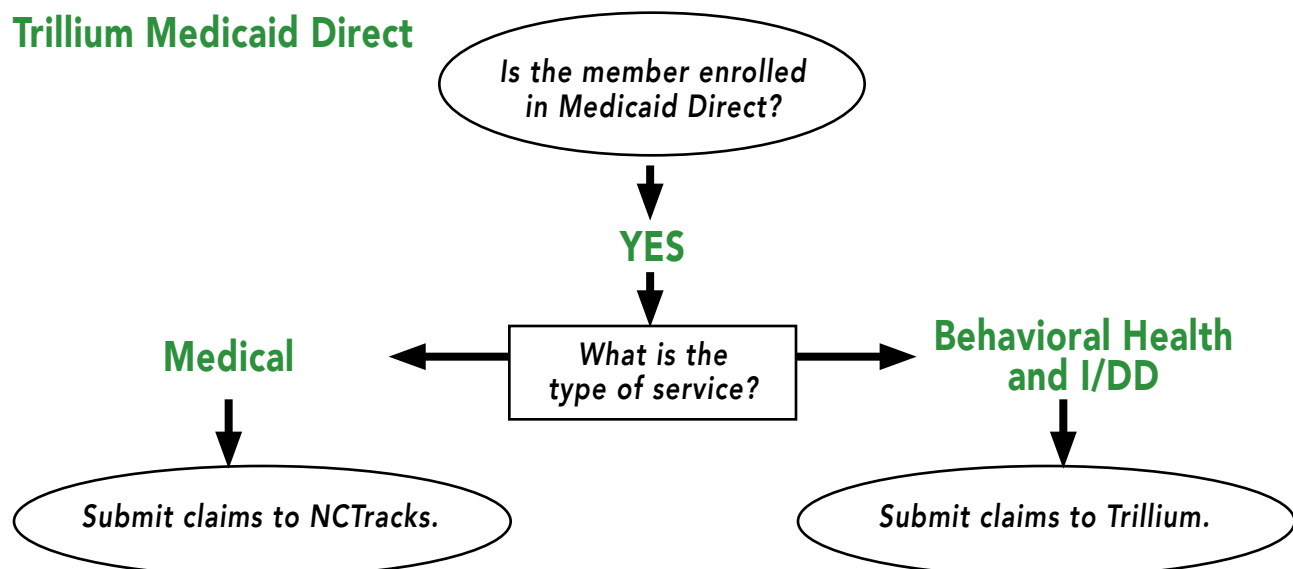 Trillium Medicaid Direct
Is the member enrolled
in Medicaid Direct?
YES
Medical
What is the
type of service?
Behavioral Health
and I/DD
Submit claims to NCTracks.
Submit claims to Trillium.